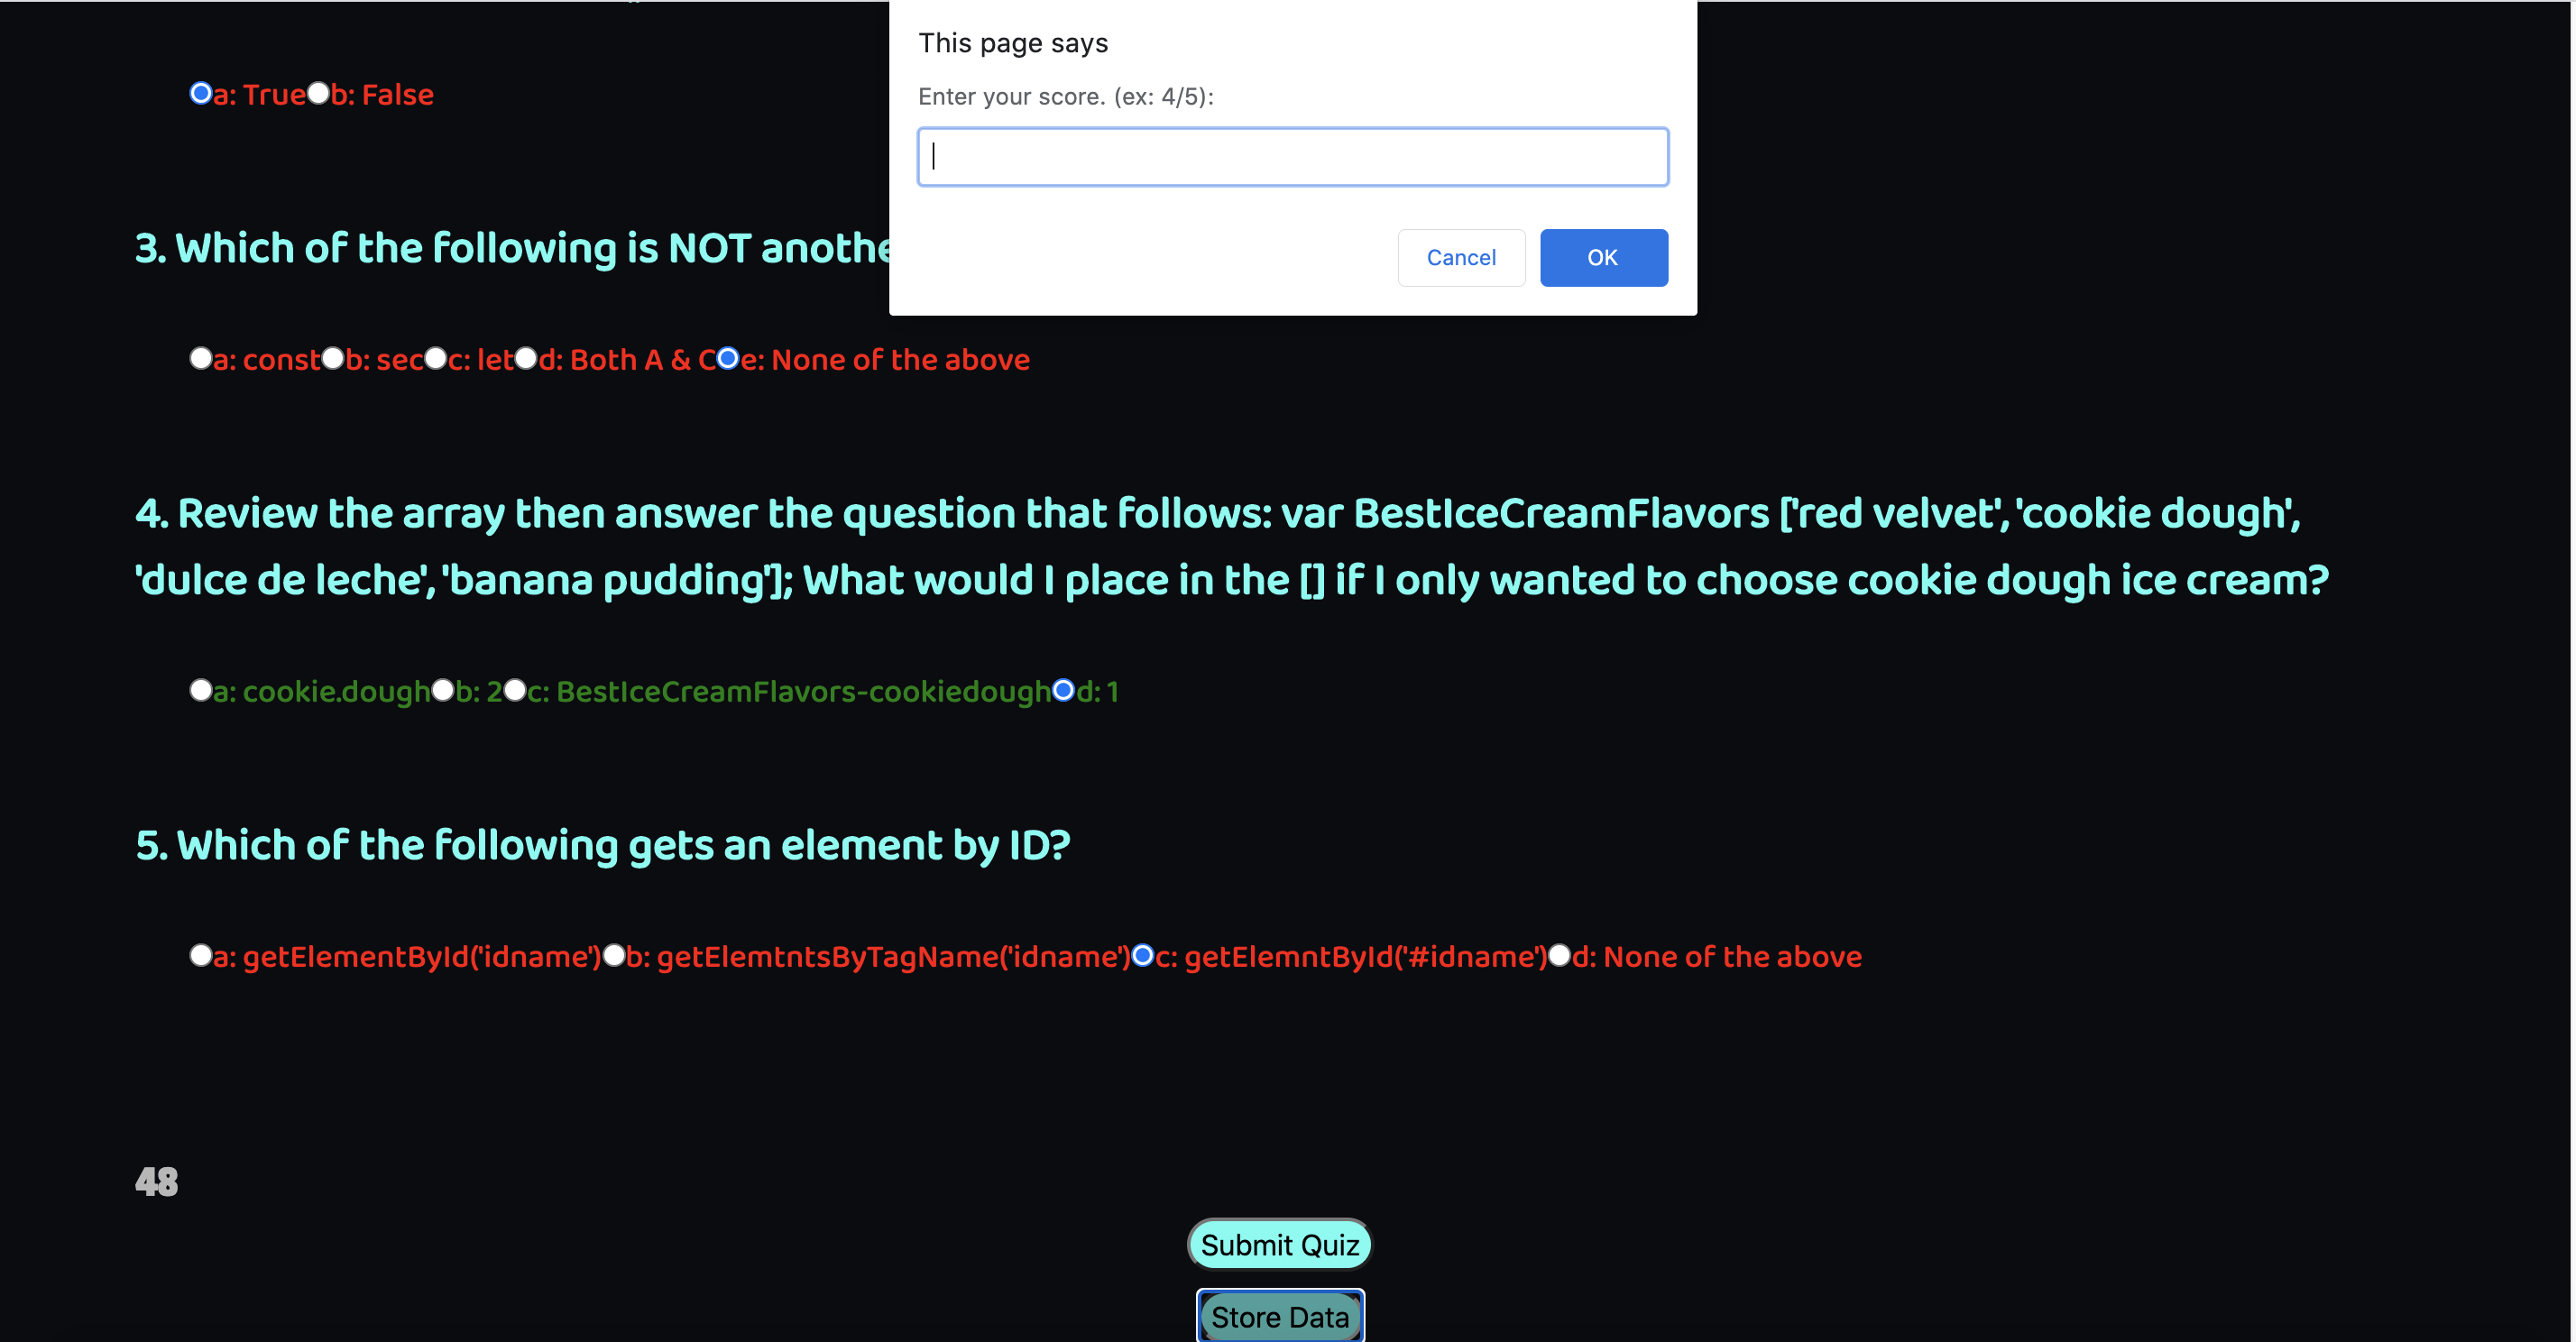 This page says
Enter your score. (ex: 4/5):
a: True b: False
3. Which of the following is NOT
Cancel OK
a: const b: sec c: let d: Both A & C e: None of the above
4. Review the array then answer the question that follows: var BestIceCreamFlavors ['red velvet', 'cookie dough',
'dulce de leche', 'banana pudding']; What would I place in the [] if I only wanted to choose cookie dough ice cream?
a: cookie.dough b: 2 c: BestIceCreamFlavors-cookiedough d: 1
5. Which of the following gets an element by ID?
a: getElementById('idname') b: getElemtntsByTagName('idname') c: getElemntById('#idname') d: None of the above
48
Submit Quiz
Store Data